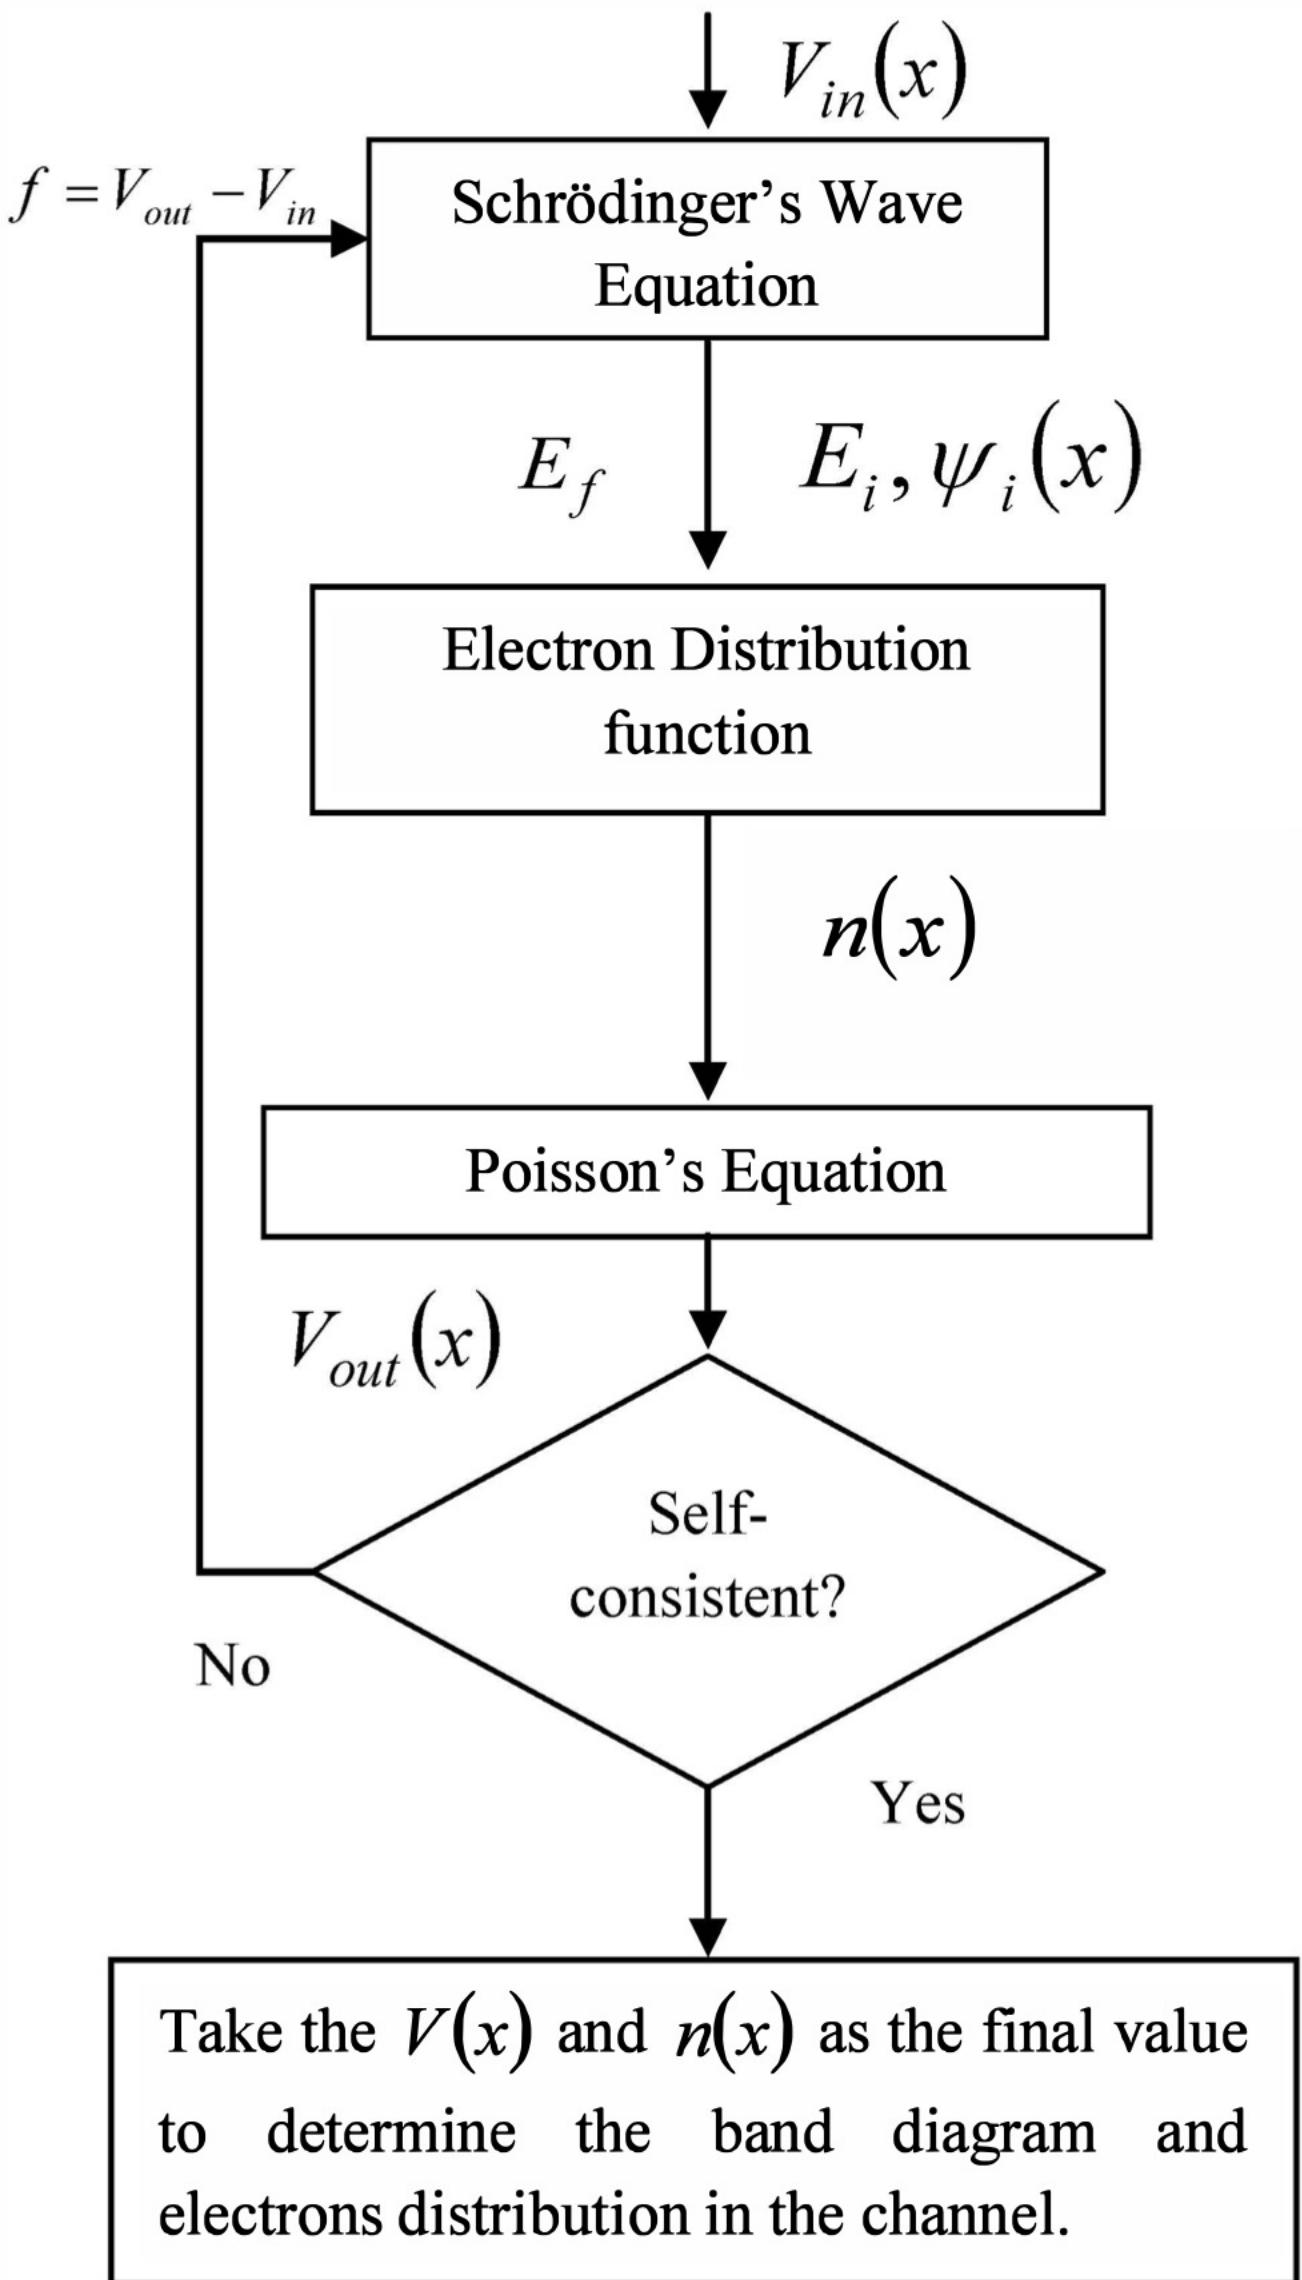 V_in(x)
f = V_out − V_in
Schrödinger’s Wave
Equation
E_f
E_i, ψ_i(x)
Electron Distribution
function
n(x)
Poisson’s Equation
V_out(x)
Self-
consistent?
No
Yes
Take the V(x) and n(x) as the final value
to determine the band diagram and
electrons distribution in the channel.